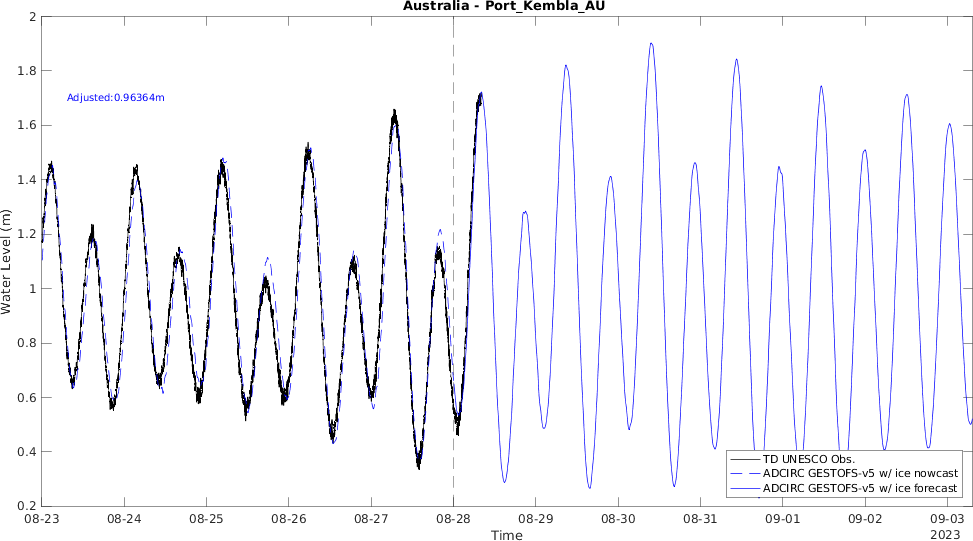 Australia - Port_Kembla_AU
Water Level (m)
2
1.8
1.6
1.4
1.2
1
0.8
0.6
0.4
0.2
Adjusted:0.96364m
TD UNESCO Obs.
ADCIRC GESTOFS-v5 w/ ice nowcast
ADCIRC GESTOFS-v5 w/ ice forecast
08-23 08-24 08-25 08-26 08-27 08-28 08-29 08-30 08-31 09-01 09-02 09-03
2023
Time